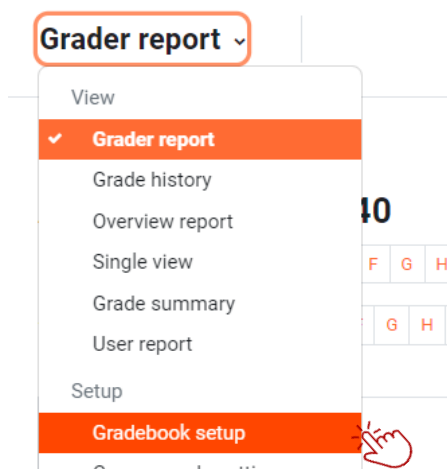 Grader report
View
Grader report
Grade history
Overview report
40
Single view
F G H
Grade summary
G H
User report
Setup
Gradebook setup